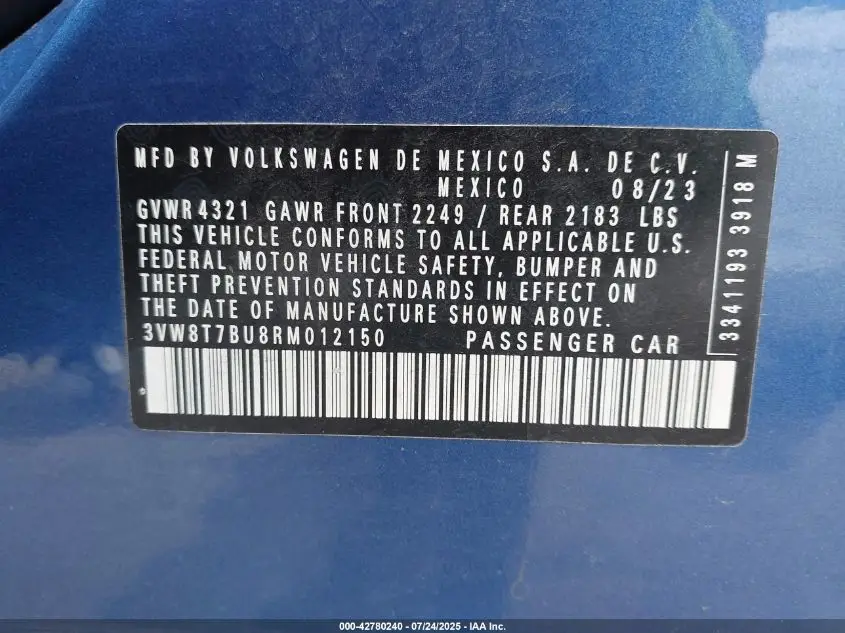 MFD BY VOLKSWAGEN DE MEXICO S.A. DE C.V.
MEXICO 08/23
GVWR 4321 GAWR FRONT 2249 / REAR 2183 LBS
THIS VEHICLE CONFORMS TO ALL APPLICABLE U.S.
FEDERAL MOTOR VEHICLE SAFETY, BUMPER AND
THEFT PREVENTION STANDARDS IN EFFECT ON
THE DATE OF MANUFACTURE SHOWN ABOVE.
3VW8T7BU8RM012150 PASSENGER CAR
3341193 3918 M
000-42780240 - 07/24/2025 - IAA Inc.